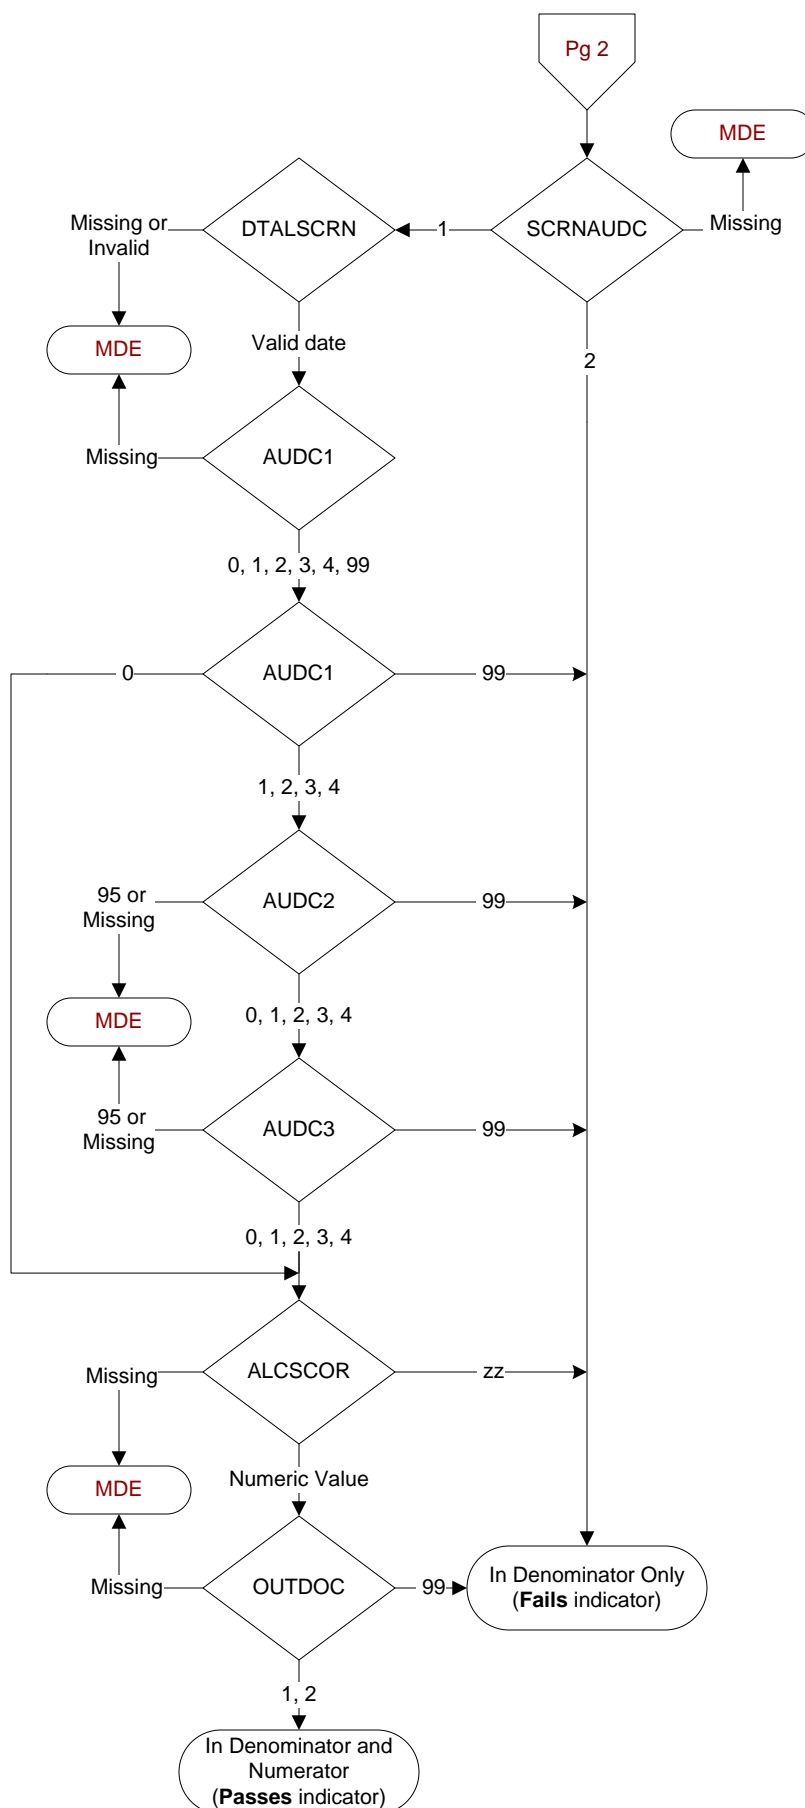 Pg 2
MDE
Missing or
Invalid
DTALSCRN
1
SCRNAUDC
Missing
MDE
Valid date
2
Missing
AUDC1
0, 1, 2, 3, 4, 99
0
AUDC1
99
1, 2, 3, 4
95 or
Missing
AUDC2
99
MDE
0, 1, 2, 3, 4
95 or
Missing
AUDC3
99
0, 1, 2, 3, 4
Missing
ALCSCOR
zz
MDE
Numeric Value
Missing
OUTDOC
99
In Denominator Only
(Fails indicator)
1, 2
In Denominator and
Numerator
(Passes indicator)